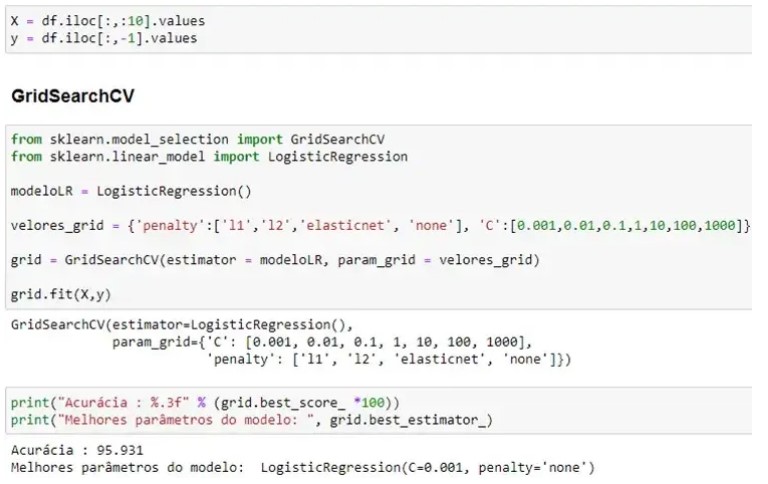 X = df.iloc[:,:10].values
y = df.iloc[:,-1].values
GridSearchCV
from sklearn.model_selection import GridSearchCV
from sklearn.linear_model import LogisticRegression
modeloLR = LogisticRegression()
velores_grid = {'penalty':['l1','l2','elasticnet', 'none'], 'C':[0.001,0.01,0.1,1,10,100,1000]}
grid = GridSearchCV(estimator = modeloLR, param_grid = velores_grid)
grid.fit(X,y)
GridSearchCV(estimator=LogisticRegression(),
param_grid={'C': [0.001, 0.01, 0.1, 1, 10, 100, 1000],
'penalty': ['l1', 'l2', 'elasticnet', 'none']})
print("Acurácia : %.3f" % (grid.best_score_ *100))
print("Melhores parâmetros do modelo: ", grid.best_estimator_)
Acurácia : 95.931
Melhores parâmetros do modelo:  LogisticRegression(C=0.001, penalty='none')